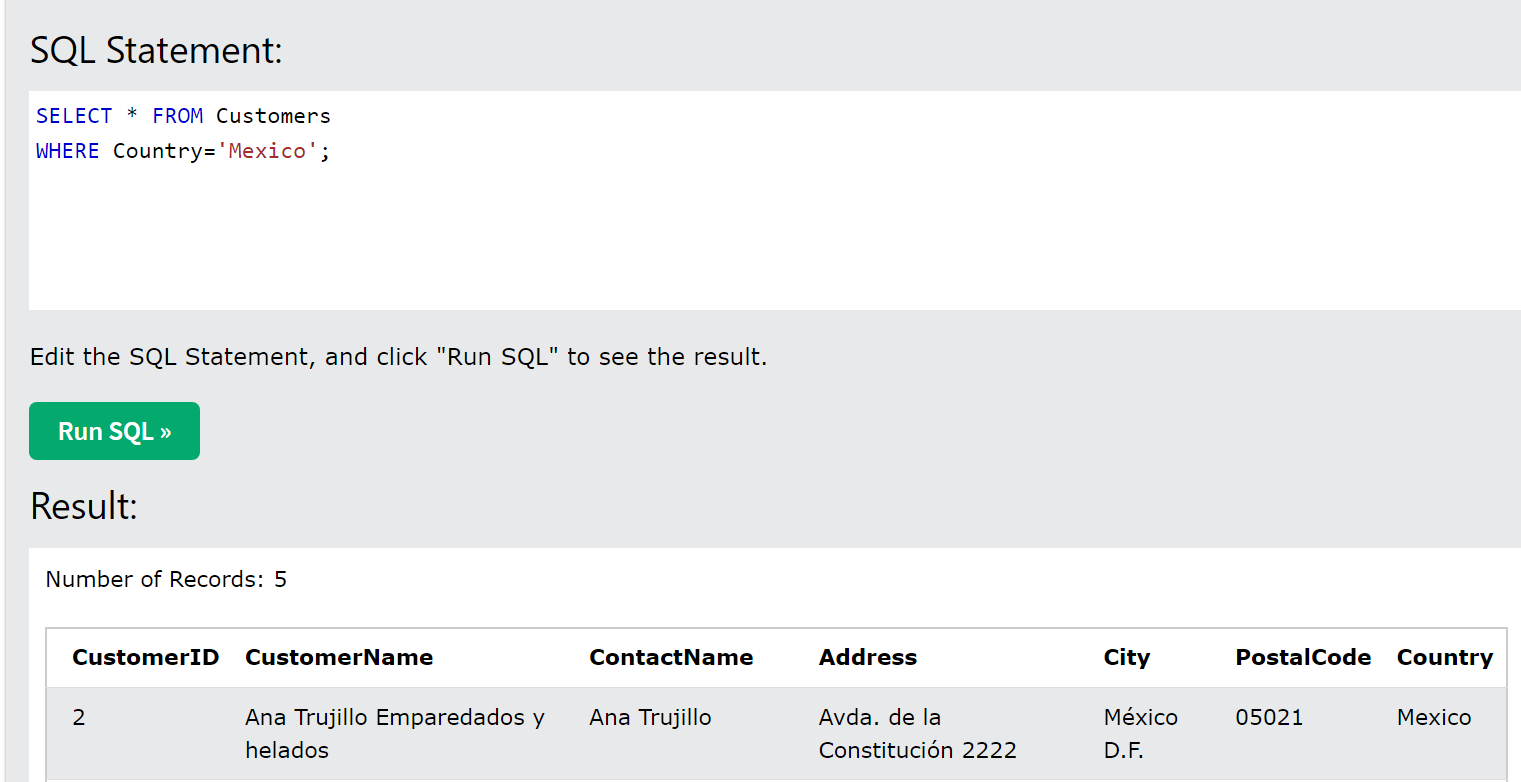 SQL Statement:
SELECT * FROM Customers
WHERE Country='Mexico';
Edit the SQL Statement, and click "Run SQL" to see the result.
Run SQL »
Result:
Number of Records: 5
CustomerID CustomerName ContactName Address City PostalCode Country
2 Ana Trujillo Emparedados y Ana Trujillo Avda. de la México 05021 Mexico
helados Constitución 2222 D.F.